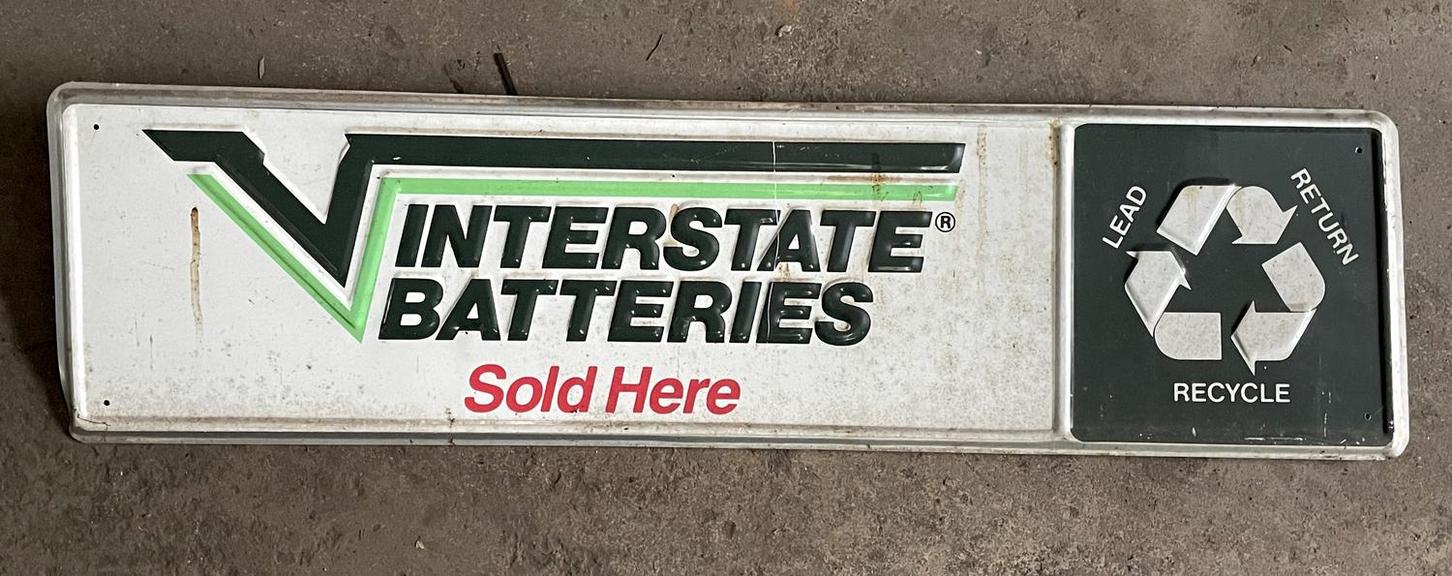 INTERSTATE®
BATTERIES
Sold Here
LEAD
RETURN
RECYCLE